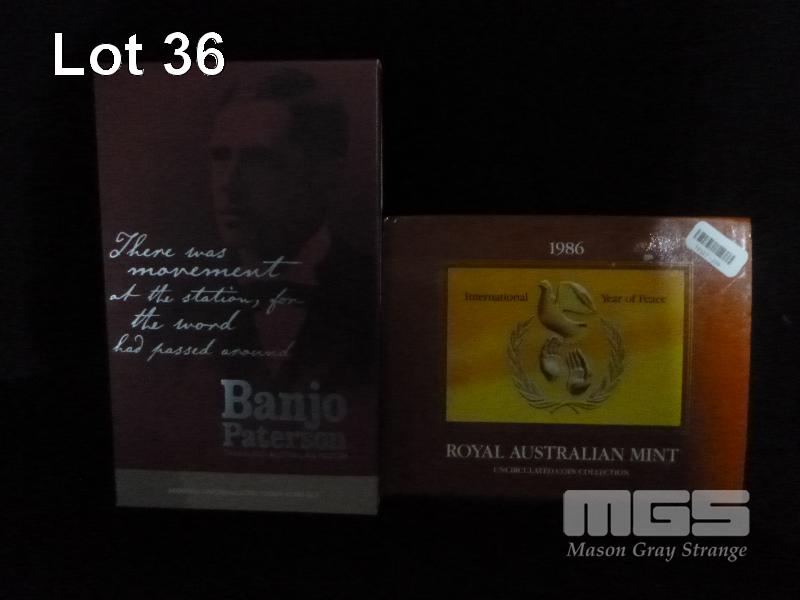 Lot 36
There was
movement
at the station, for
the word
had passed around
Banjo
Paterson
1986
International Year of Peace
ROYAL AUSTRALIAN MINT
UNCIRCULATED COIN COLLECTION
MGS
Mason Gray Strange